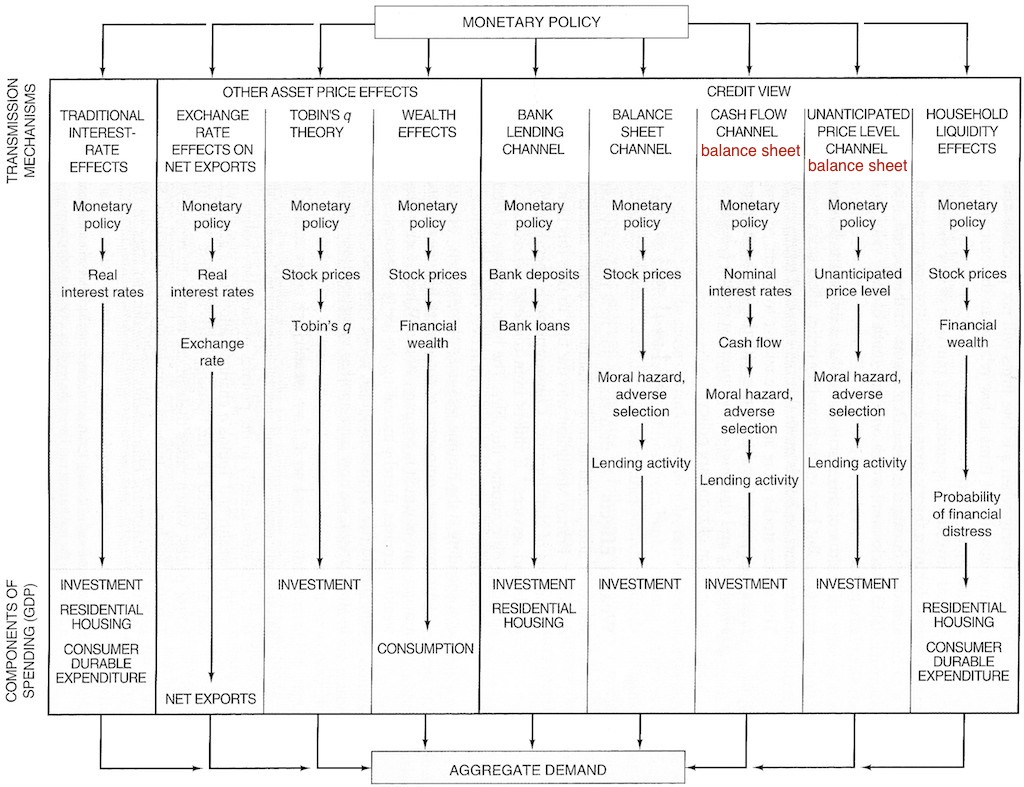 MONETARY POLICY
TRANSMISSION
MECHANISMS
OTHER ASSET PRICE EFFECTS
CREDIT VIEW
TRADITIONAL
INTEREST-
RATE
EFFECTS
EXCHANGE
RATE
EFFECTS ON
NET EXPORTS
TOBIN'S q
THEORY
WEALTH
EFFECTS
BANK
LENDING
CHANNEL
BALANCE
SHEET
CHANNEL
CASH FLOW
CHANNEL
balance sheet
UNANTICIPATED
PRICE LEVEL
CHANNEL
balance sheet
HOUSEHOLD
LIQUIDITY
EFFECTS
Monetary
policy
Real
interest rates
Monetary
policy
Real
interest rates
Exchange
rate
Monetary
policy
Stock prices
Tobin's q
Monetary
policy
Stock prices
Financial
wealth
Monetary
policy
Bank deposits
Bank loans
Monetary
policy
Stock prices
Moral hazard,
adverse
selection
Lending activity
Monetary
policy
Nominal
interest rates
Cash flow
Moral hazard,
adverse
selection
Lending activity
Monetary
policy
Unanticipated
price level
Moral hazard,
adverse
selection
Lending activity
Monetary
policy
Stock prices
Financial
wealth
Probability
of financial
distress
COMPONENTS OF
SPENDING (GDP)
INVESTMENT
RESIDENTIAL
HOUSING
CONSUMER
DURABLE
EXPENDITURE
NET EXPORTS
INVESTMENT
CONSUMPTION
INVESTMENT
RESIDENTIAL
HOUSING
INVESTMENT
INVESTMENT
INVESTMENT
RESIDENTIAL
HOUSING
CONSUMER
DURABLE
EXPENDITURE
AGGREGATE DEMAND